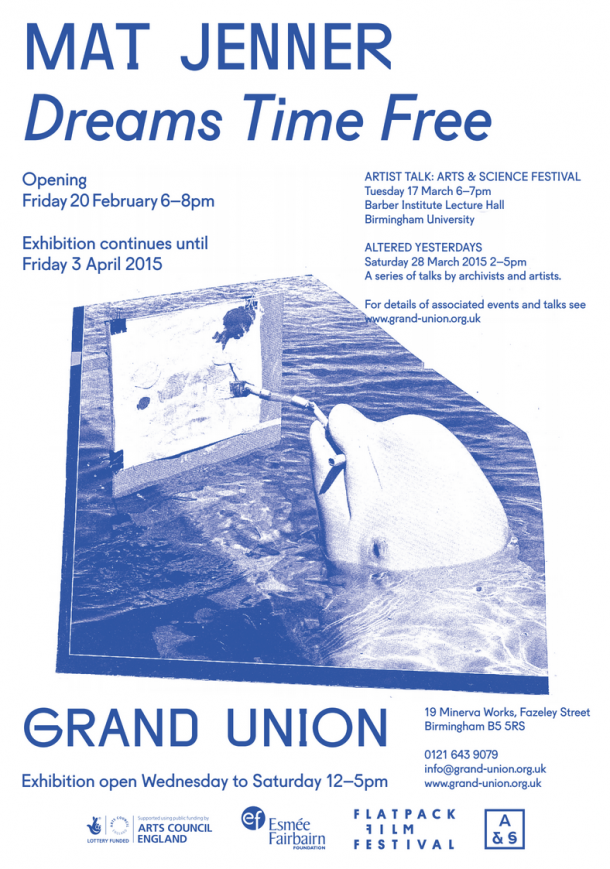 MAT JENNER
Dreams Time Free
Opening
Friday 20 February 6–8pm
Exhibition continues until
Friday 3 April 2015
ARTIST TALK: ARTS & SCIENCE FESTIVAL
Tuesday 17 March 6–7pm
Barber Institute Lecture Hall
Birmingham University
ALTERED YESTERDAYS
Saturday 28 March 2015 2–5pm
A series of talks by archivists and artists.
For details of associated events and talks see
www.grand-union.org.uk
GRAND UNION
Exhibition open Wednesday to Saturday 12–5pm
19 Minerva Works, Fazeley Street
Birmingham B5 5RS
0121 643 9079
info@grand-union.org.uk
www.grand-union.org.uk
LOTTERY FUNDED
Supported using public funding by
ARTS COUNCIL
ENGLAND
ef
Esmée
Fairbairn
FOUNDATION
FLATPACK
FILM
FESTIVAL
A
&S